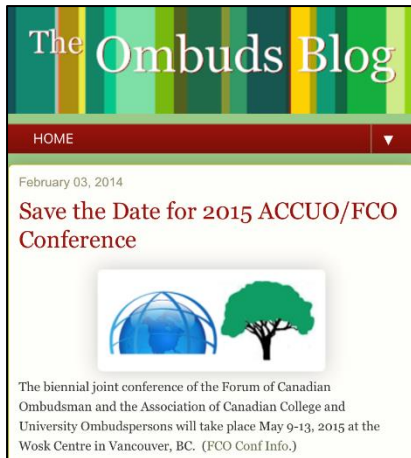 The Ombuds Blog
HOME ▼
February 03, 2014
Save the Date for 2015 ACCUO/FCO
Conference
The biennial joint conference of the Forum of Canadian
Ombudsman and the Association of Canadian College and
University Ombudspersons will take place May 9-13, 2015 at the
Wosk Centre in Vancouver, BC.  (FCO Conf Info.)